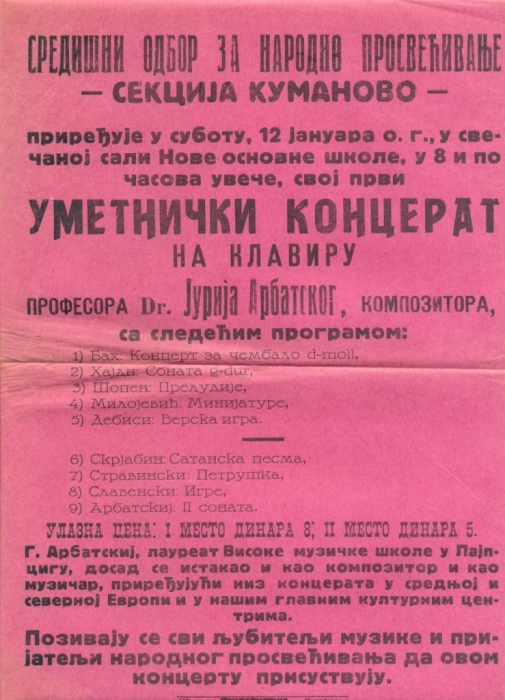 СРЕДИШНИ ОДБОР ЗА НАРОДНО ПРОСВЕЋИВАЊЕ
— СЕКЦИЈА КУМАНОВО —
приређује у суботу, 12 јануара о. г., у све-
чаној сали Нове основне школе, у 8 и по
часова увече, свој први
УМЕТНИЧКИ КОНЦЕРАТ
НА КЛАВИРУ
ПРОФЕСОРА Dr. Јурија Арбатског, КОМПОЗИТОРА,
са следећим програмом:
1) Бах: Концерт за чембало d-moll,
2) Хајдн: Соната g-dur,
3) Шопен: Прелудије,
4) Милојевић: Минијатуре,
5) Дебиси: Верска игра.
6) Скрјабин: Сатанска песма,
7) Стравински: Петрушка,
8) Славенски: Игре,
9) Арбатскиј: II соната.
УЛАЗНА ЦЕНА: I МЕСТО ДИНАРА 8; II МЕСТО ДИНАРА 5.
Г. Арбатскиј, лауреат Високе музичке школе у Лајп-
цигу, досад се истакао и као композитор и као
музичар, приређујући низ концерата у средњој и
северној Европи и у нашим главним културним цен-
трима.
Позивају се сви љубитељи музике и при-
јатељи народног просвећивања да овом
концерту присуствују.